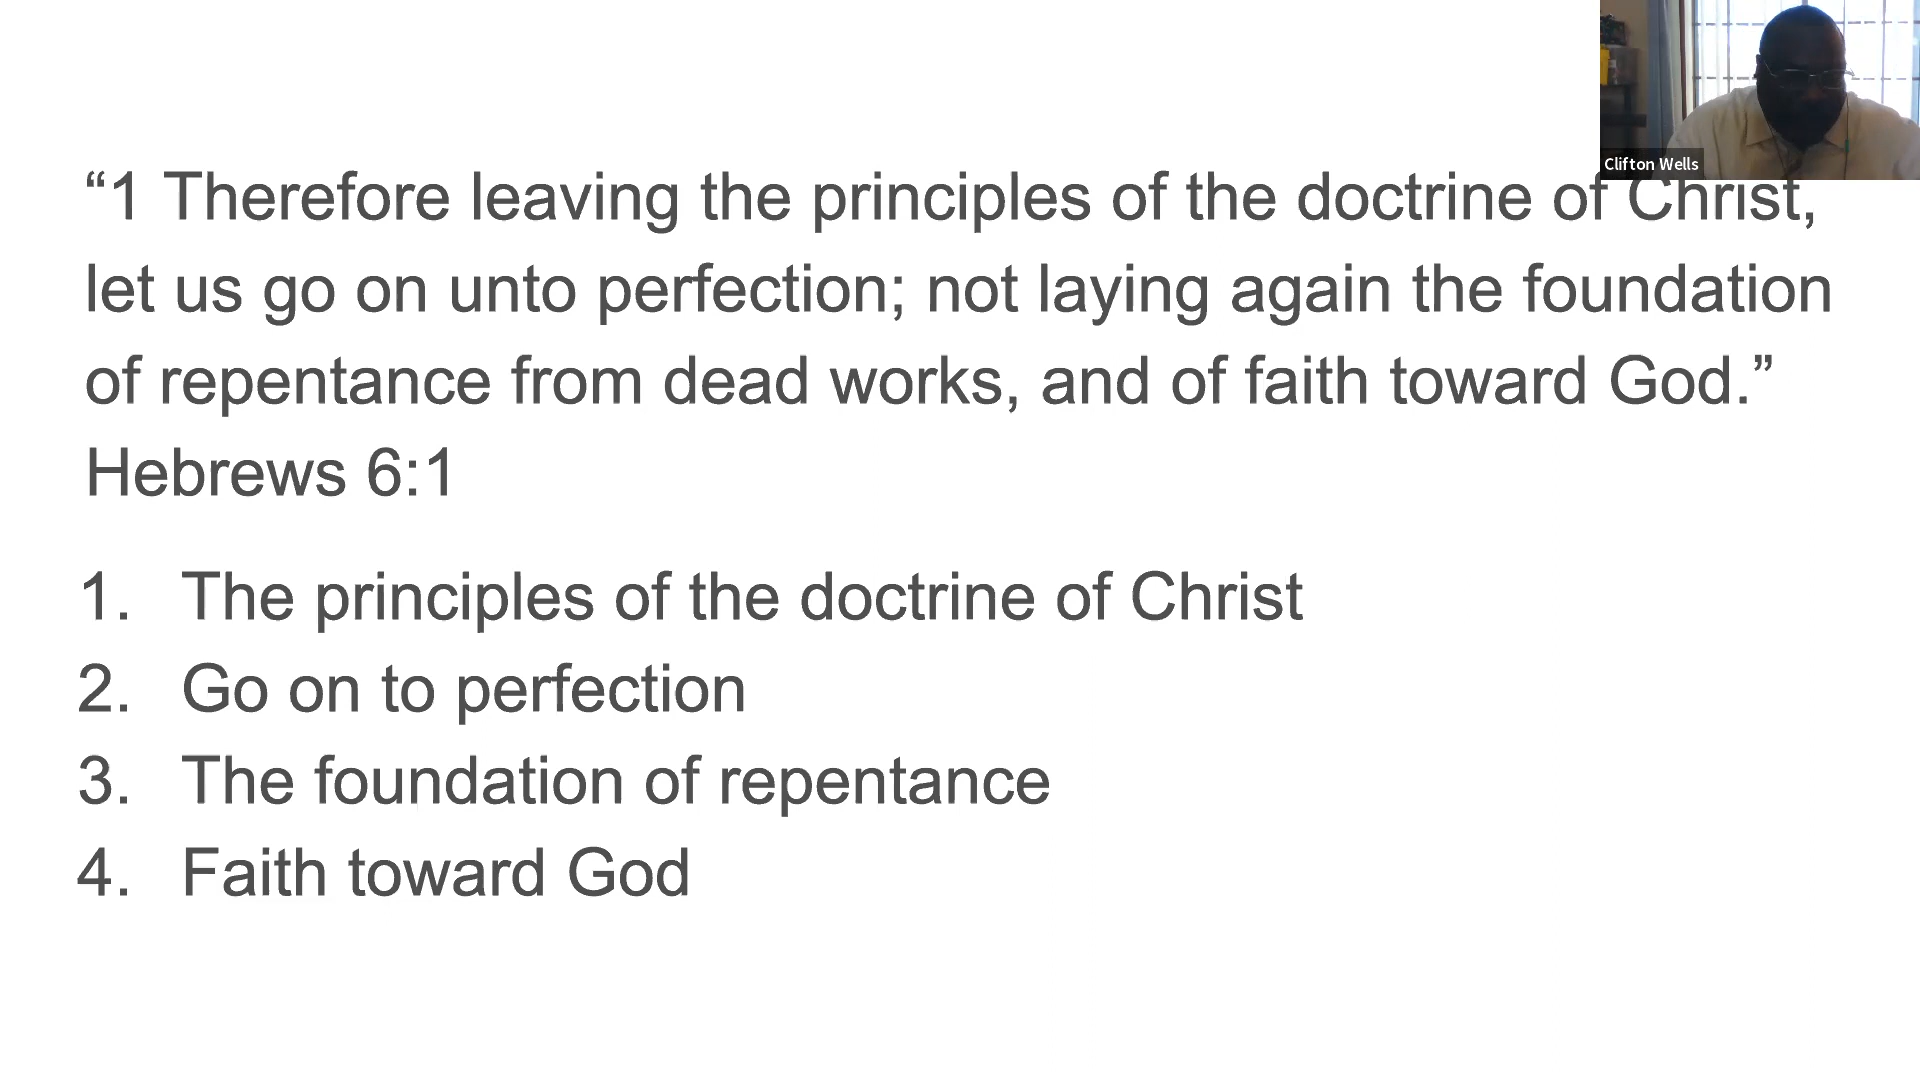 Clifton Wells
“1 Therefore leaving the principles of the doctrine of Christ,
let us go on unto perfection; not laying again the foundation
of repentance from dead works, and of faith toward God.”
Hebrews 6:1
1. The principles of the doctrine of Christ
2. Go on to perfection
3. The foundation of repentance
4. Faith toward God